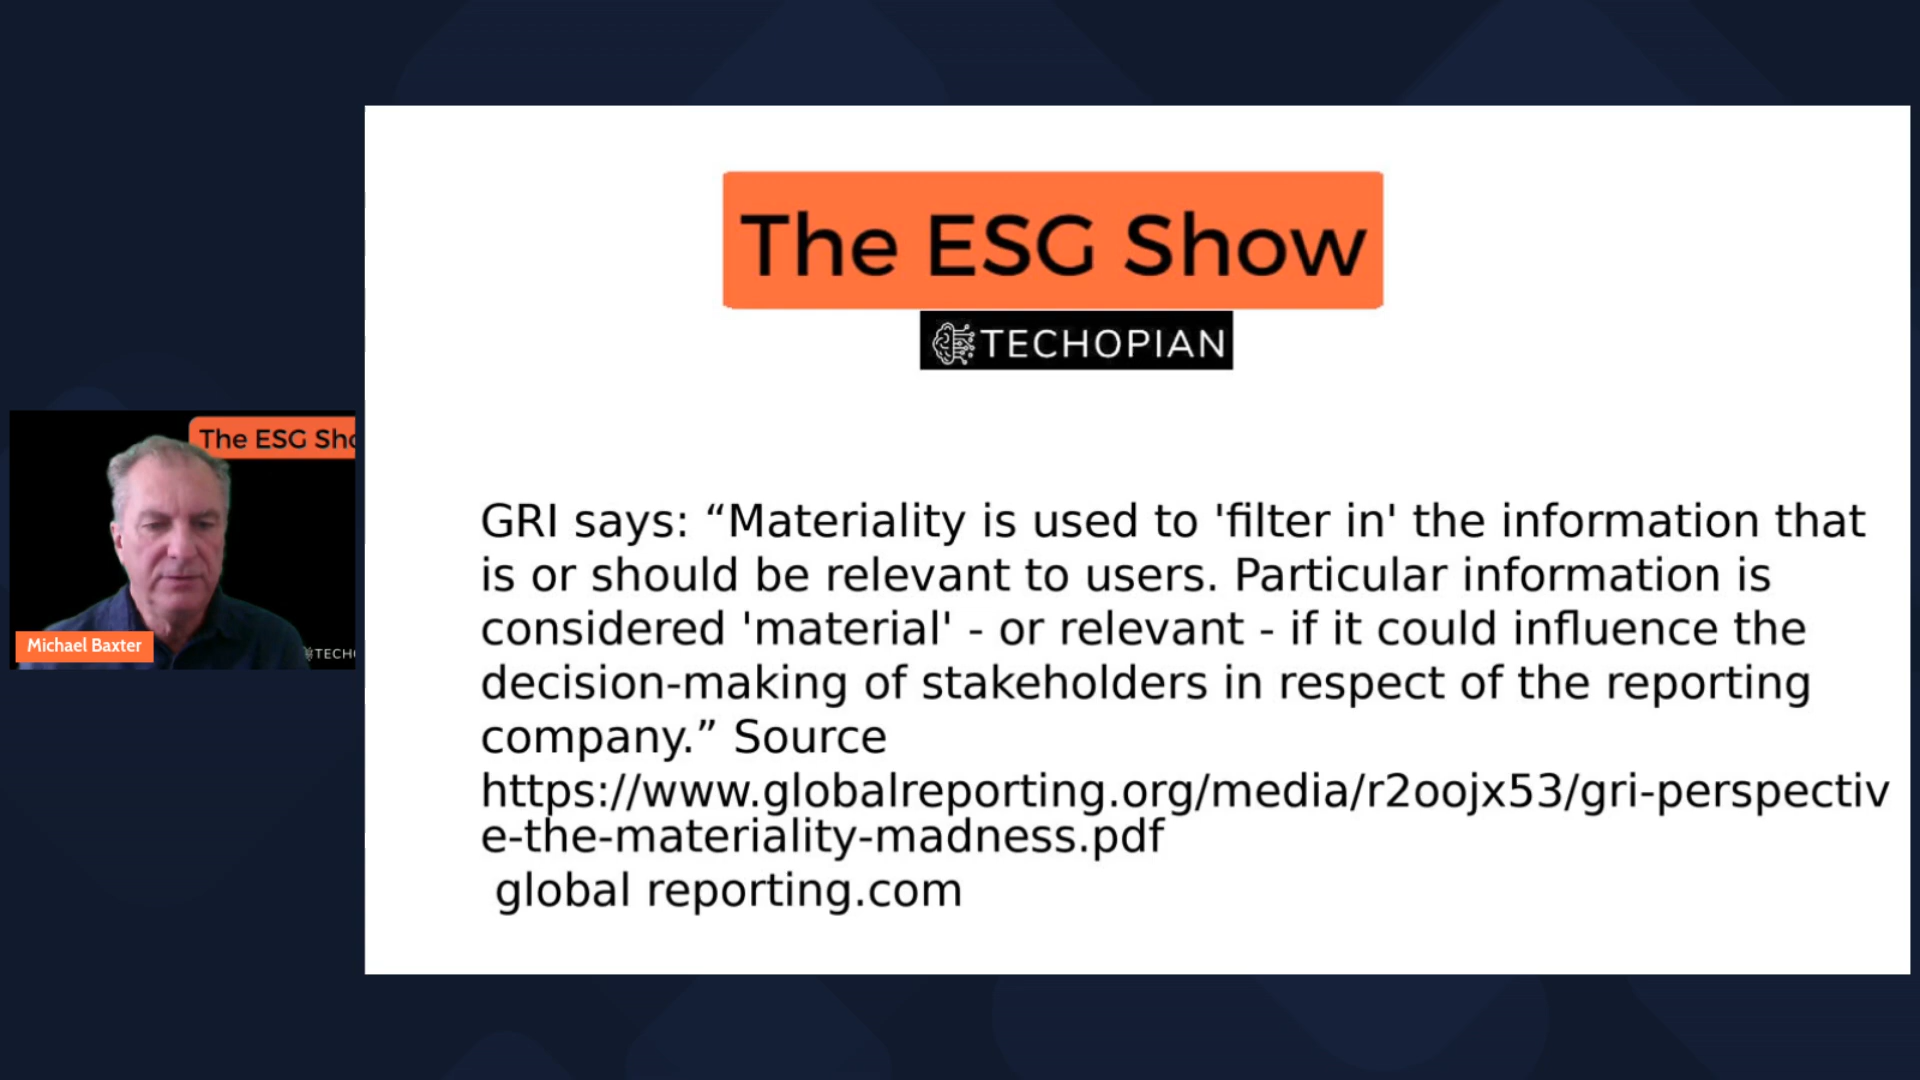 The ESG Show
TECHOPIAN
The ESG Sho
Michael Baxter
TECH
GRI says: “Materiality is used to 'filter in' the information that
is or should be relevant to users. Particular information is
considered 'material' - or relevant - if it could influence the
decision-making of stakeholders in respect of the reporting
company.” Source
https://www.globalreporting.org/media/r2oojx53/gri-perspectiv
e-the-materiality-madness.pdf
global reporting.com